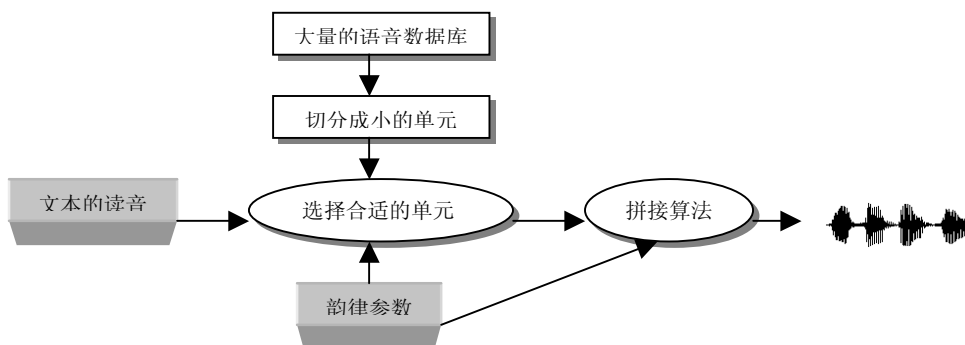 大量的语音数据库
切分成小的单元
文本的读音
选择合适的单元
拼接算法
韵律参数